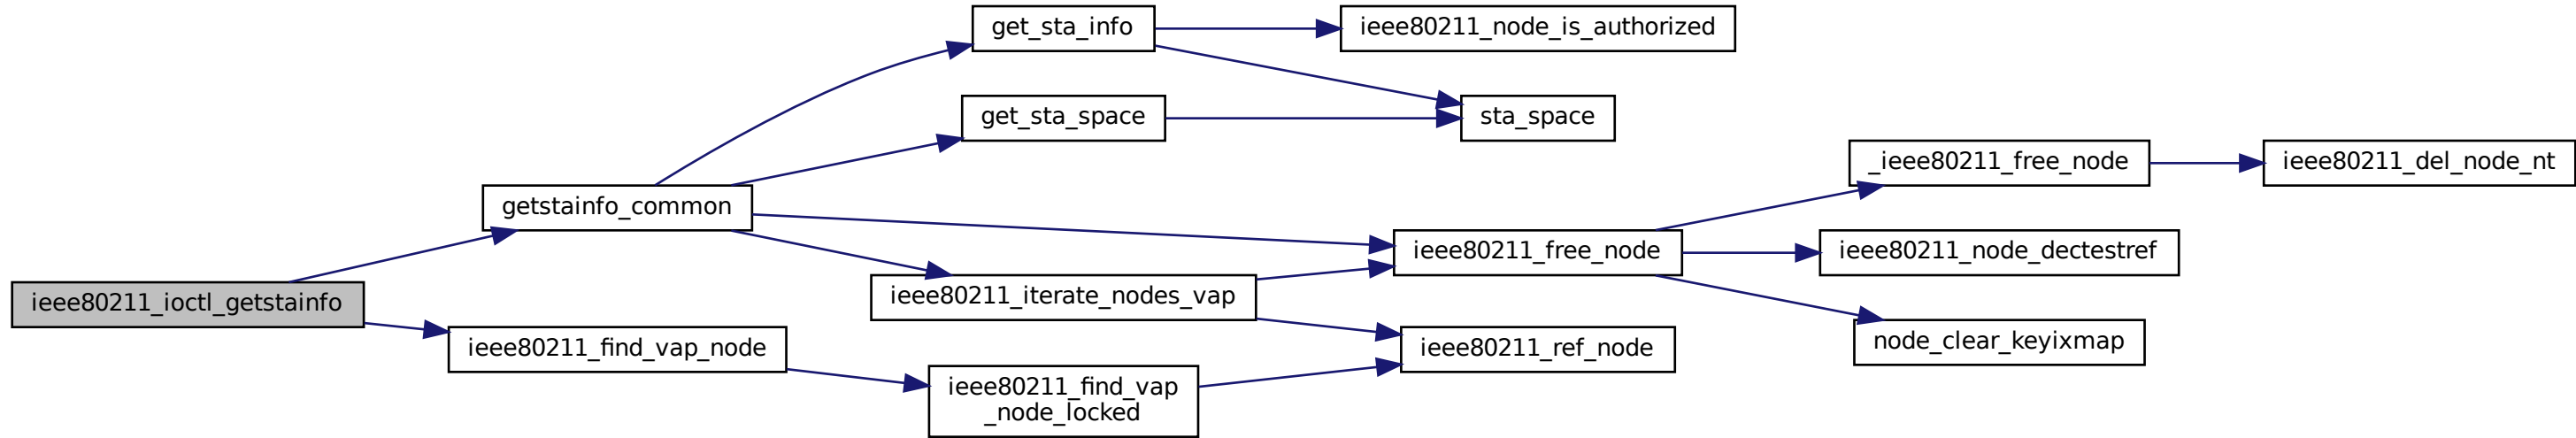 get_sta_info
ieee80211_node_is_authorized
get_sta_space
sta_space
_ieee80211_free_node
ieee80211_del_node_nt
getstainfo_common
ieee80211_free_node
ieee80211_node_dectestref
ieee80211_ioctl_getstainfo
ieee80211_iterate_nodes_vap
ieee80211_find_vap_node
ieee80211_ref_node
node_clear_keyixmap
ieee80211_find_vap
_node_locked